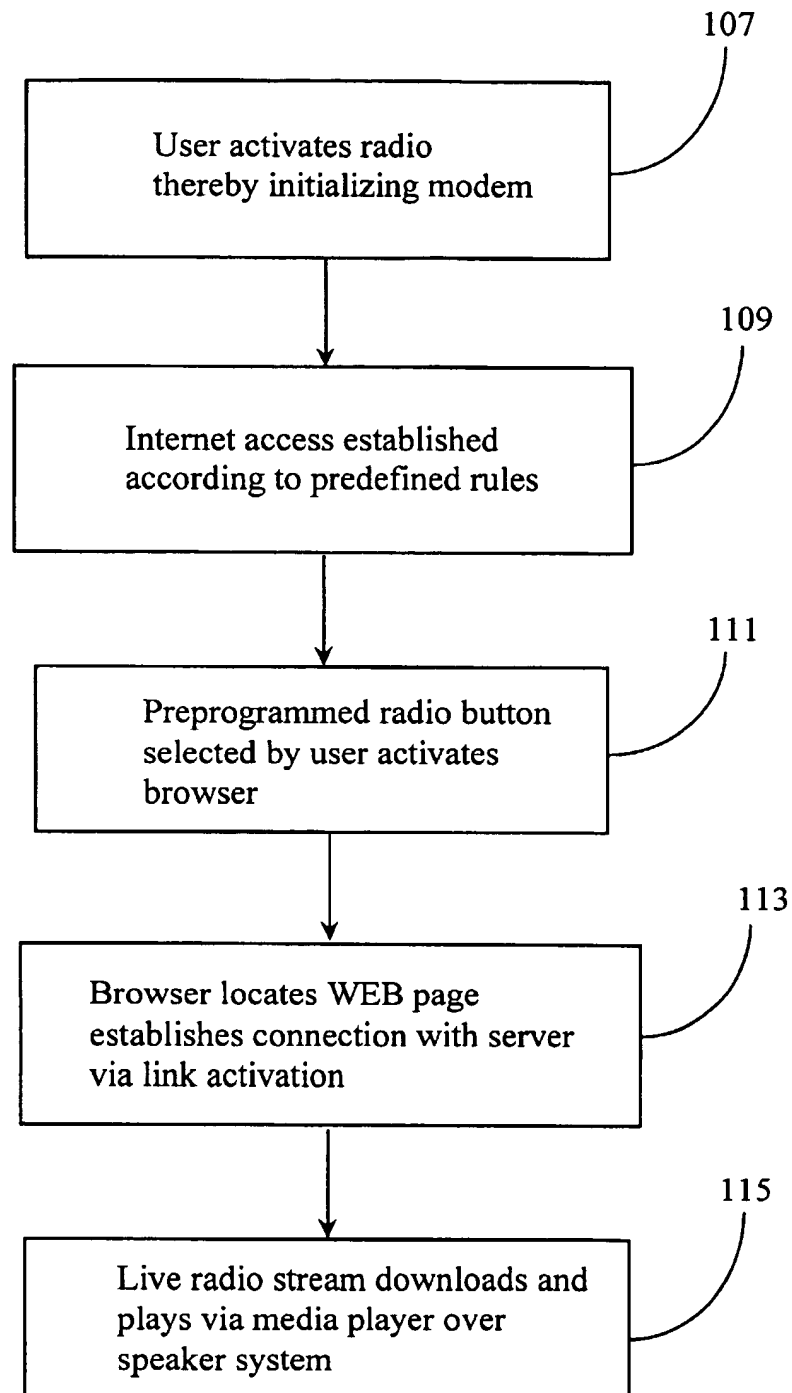 107
User activates radio
thereby initializing modem
109
Internet access established
according to predefined rules
111
Preprogrammed radio button
selected by user activates
browser
113
Browser locates WEB page
establishes connection with server
via link activation
115
Live radio stream downloads and
plays via media player over
speaker system